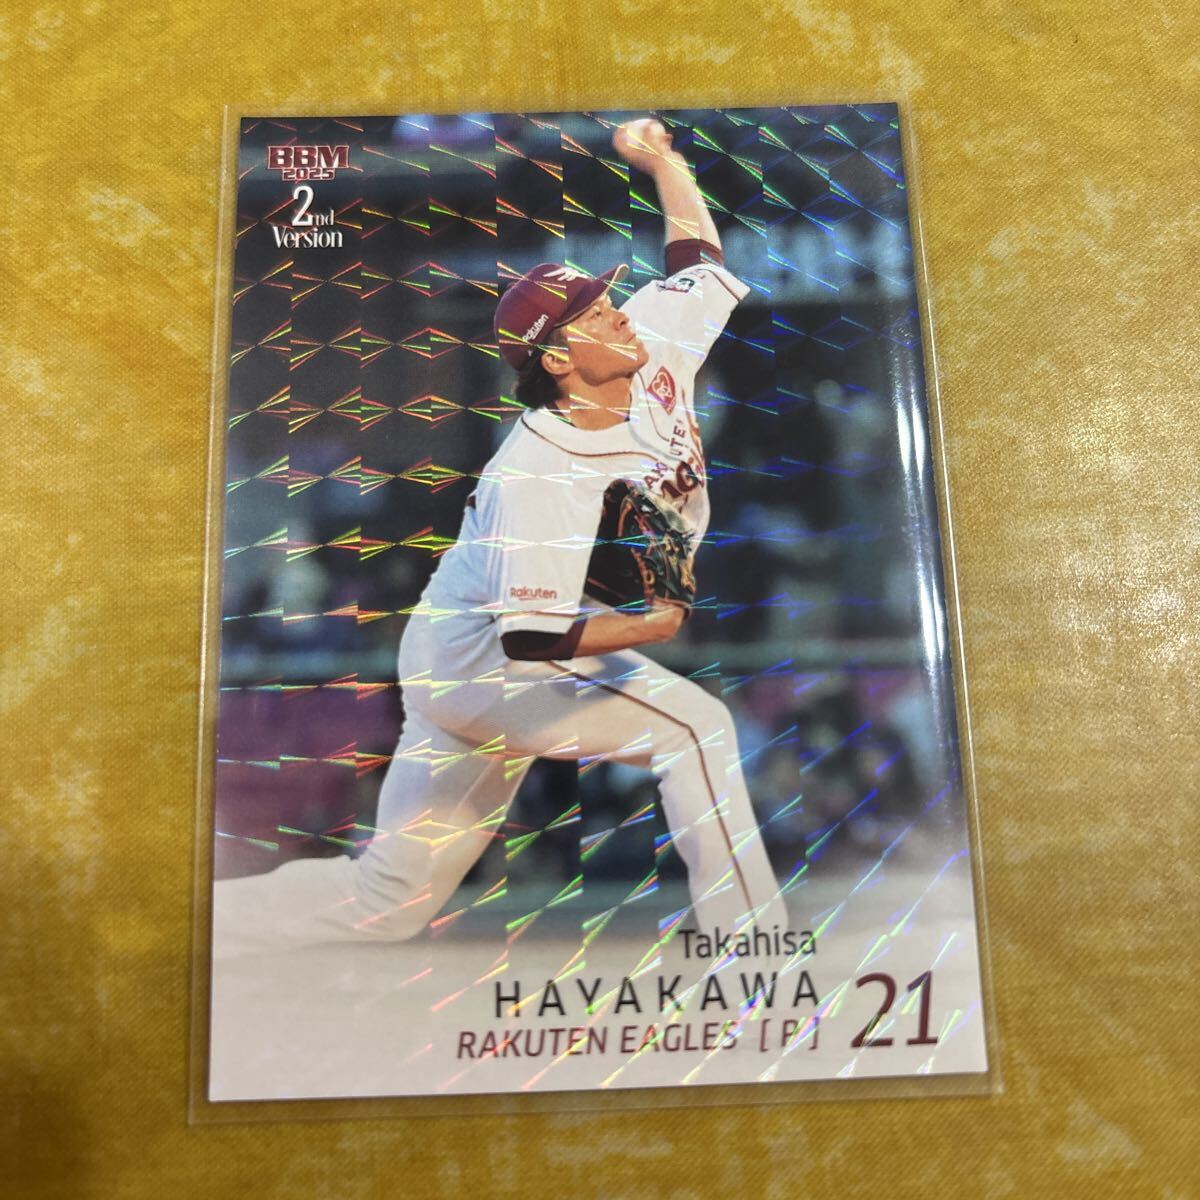 BBM
2025
2nd
Version
Rakuten
Rakuten
Takahisa
HAYAKAWA
RAKUTEN EAGLES [P] 21